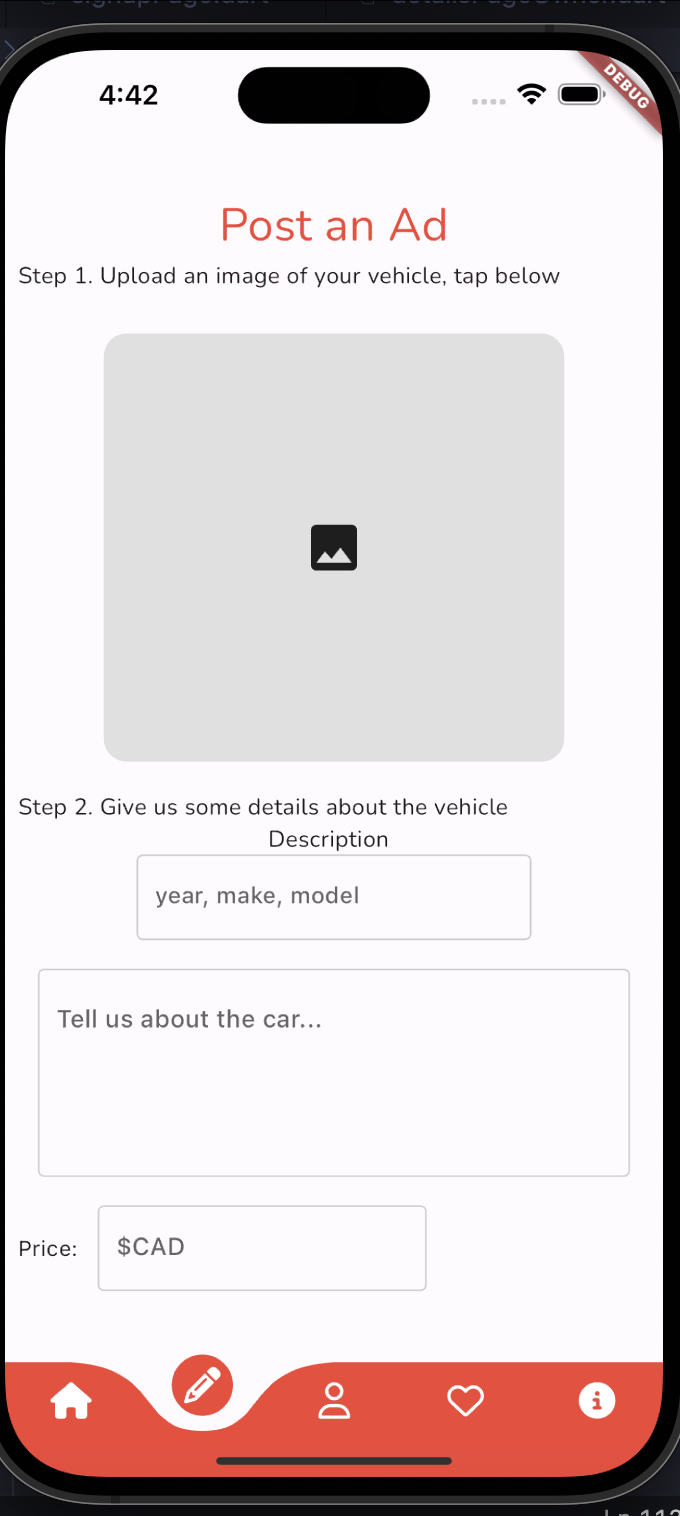 4:42
DEBUG
Post an Ad
Step 1. Upload an image of your vehicle, tap below
Step 2. Give us some details about the vehicle
Description
year, make, model
Tell us about the car...
Price:
$CAD